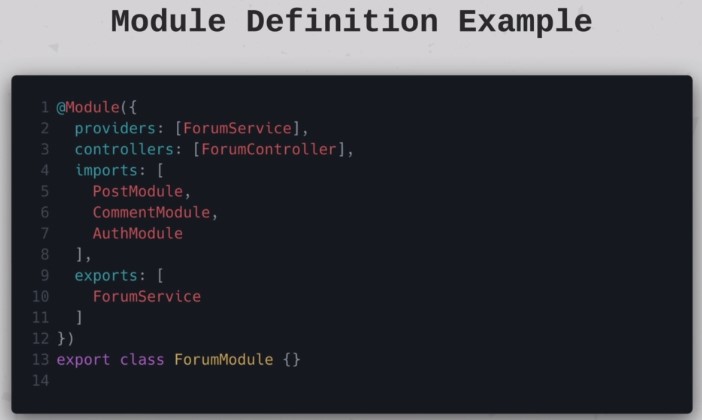 Module Definition Example
1 @Module({
2   providers: [ForumService],
3   controllers: [ForumController],
4   imports: [
5     PostModule,
6     CommentModule,
7     AuthModule
8   ],
9   exports: [
10     ForumService
11   ]
12 })
13 export class ForumModule {}
14